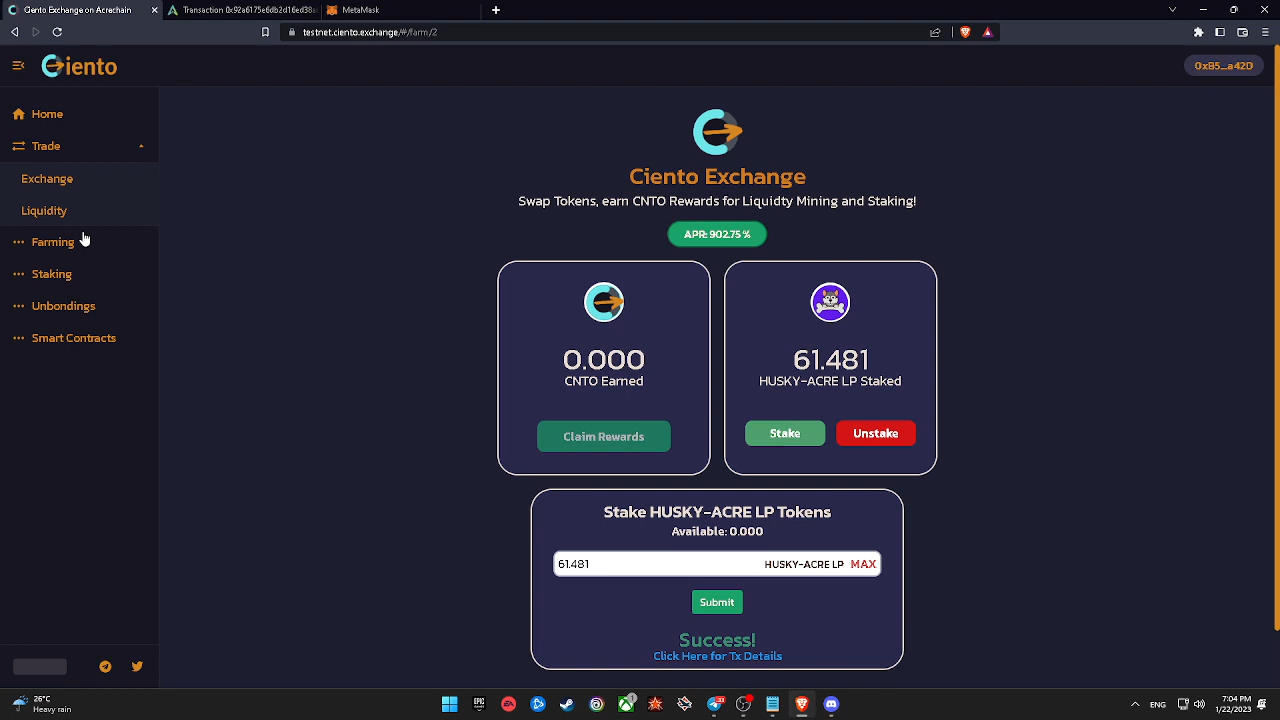 Ciento Exchange on Acrechain
Transaction 0x92a6175e6db2d16ed38
MetaMask
testnet.ciento.exchange/#/farm/2
Ciento
0x85_a42D
Home
Trade
Exchange
Liquidity
Farming
Staking
Unbondings
Smart Contracts
Ciento Exchange
Swap Tokens, earn CNTO Rewards for Liquidity Mining and Staking!
APR: 902.75 %
0.000
CNTO Earned
Claim Rewards
61.481
HUSKY-ACRE LP Staked
Stake Unstake
Stake HUSKY-ACRE LP Tokens
Available: 0.000
61.481 HUSKY-ACRE LP MAX
Submit
Success!
Click Here for Tx Details
26°C
Heavy rain
ENG
7:04 PM
1/22/2023